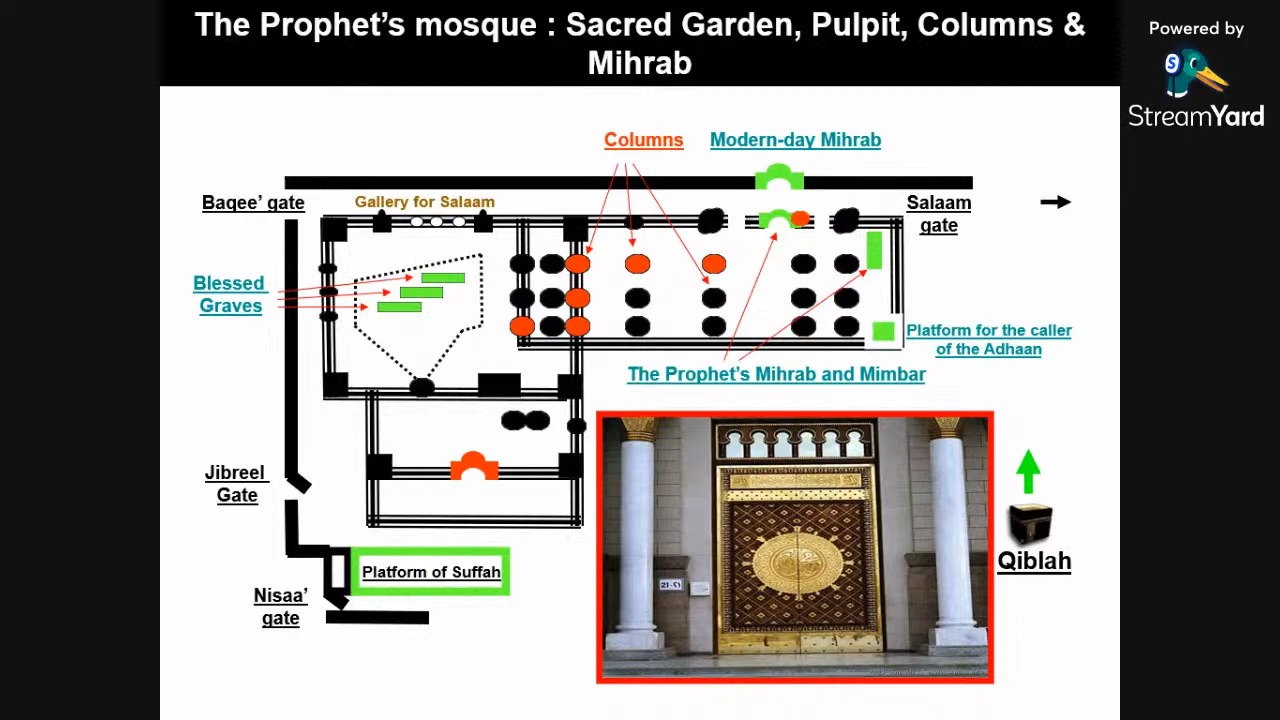 The Prophet’s mosque : Sacred Garden, Pulpit, Columns &
Mihrab
Powered by
StreamYard
Columns
Modern-day Mihrab
Baqee’ gate
Gallery for Salaam
Salaam
gate
Blessed
Graves
Platform for the caller
of the Adhaan
The Prophet’s Mihrab and Mimbar
Jibreel
Gate
Qiblah
Platform of Suffah
Nisaa’
gate